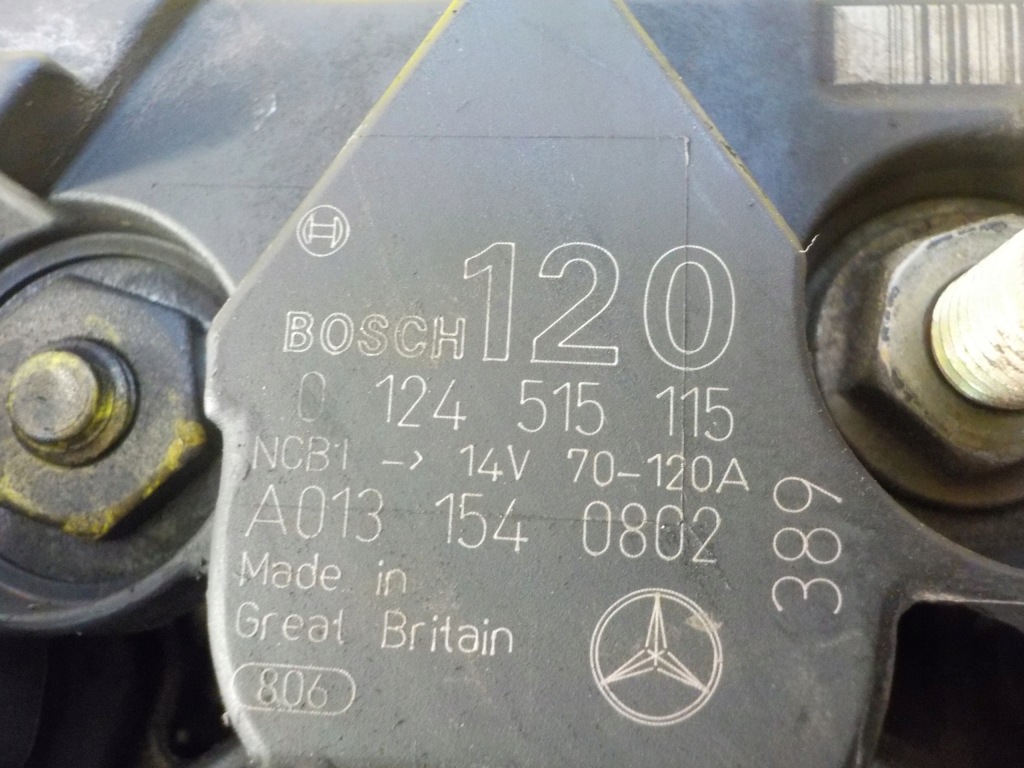 BOSCH 120
0 124 515 115
NCB1 -> 14V 70-120A
A013 154 0802
Made in
Great Britain
806
389